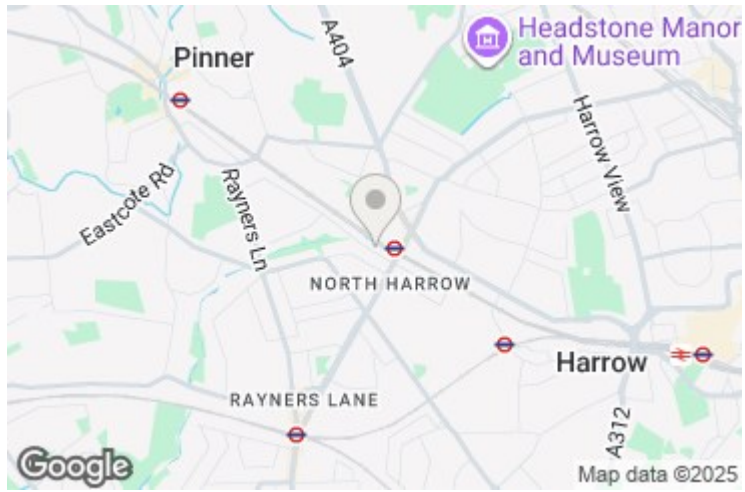 Headstone Manor
and Museum
A404
Pinner
Harrow View
Eastcote Rd
Rayners Ln
NORTH HARROW
Harrow
RAYNERS LANE
A312
Google
Map data ©2025